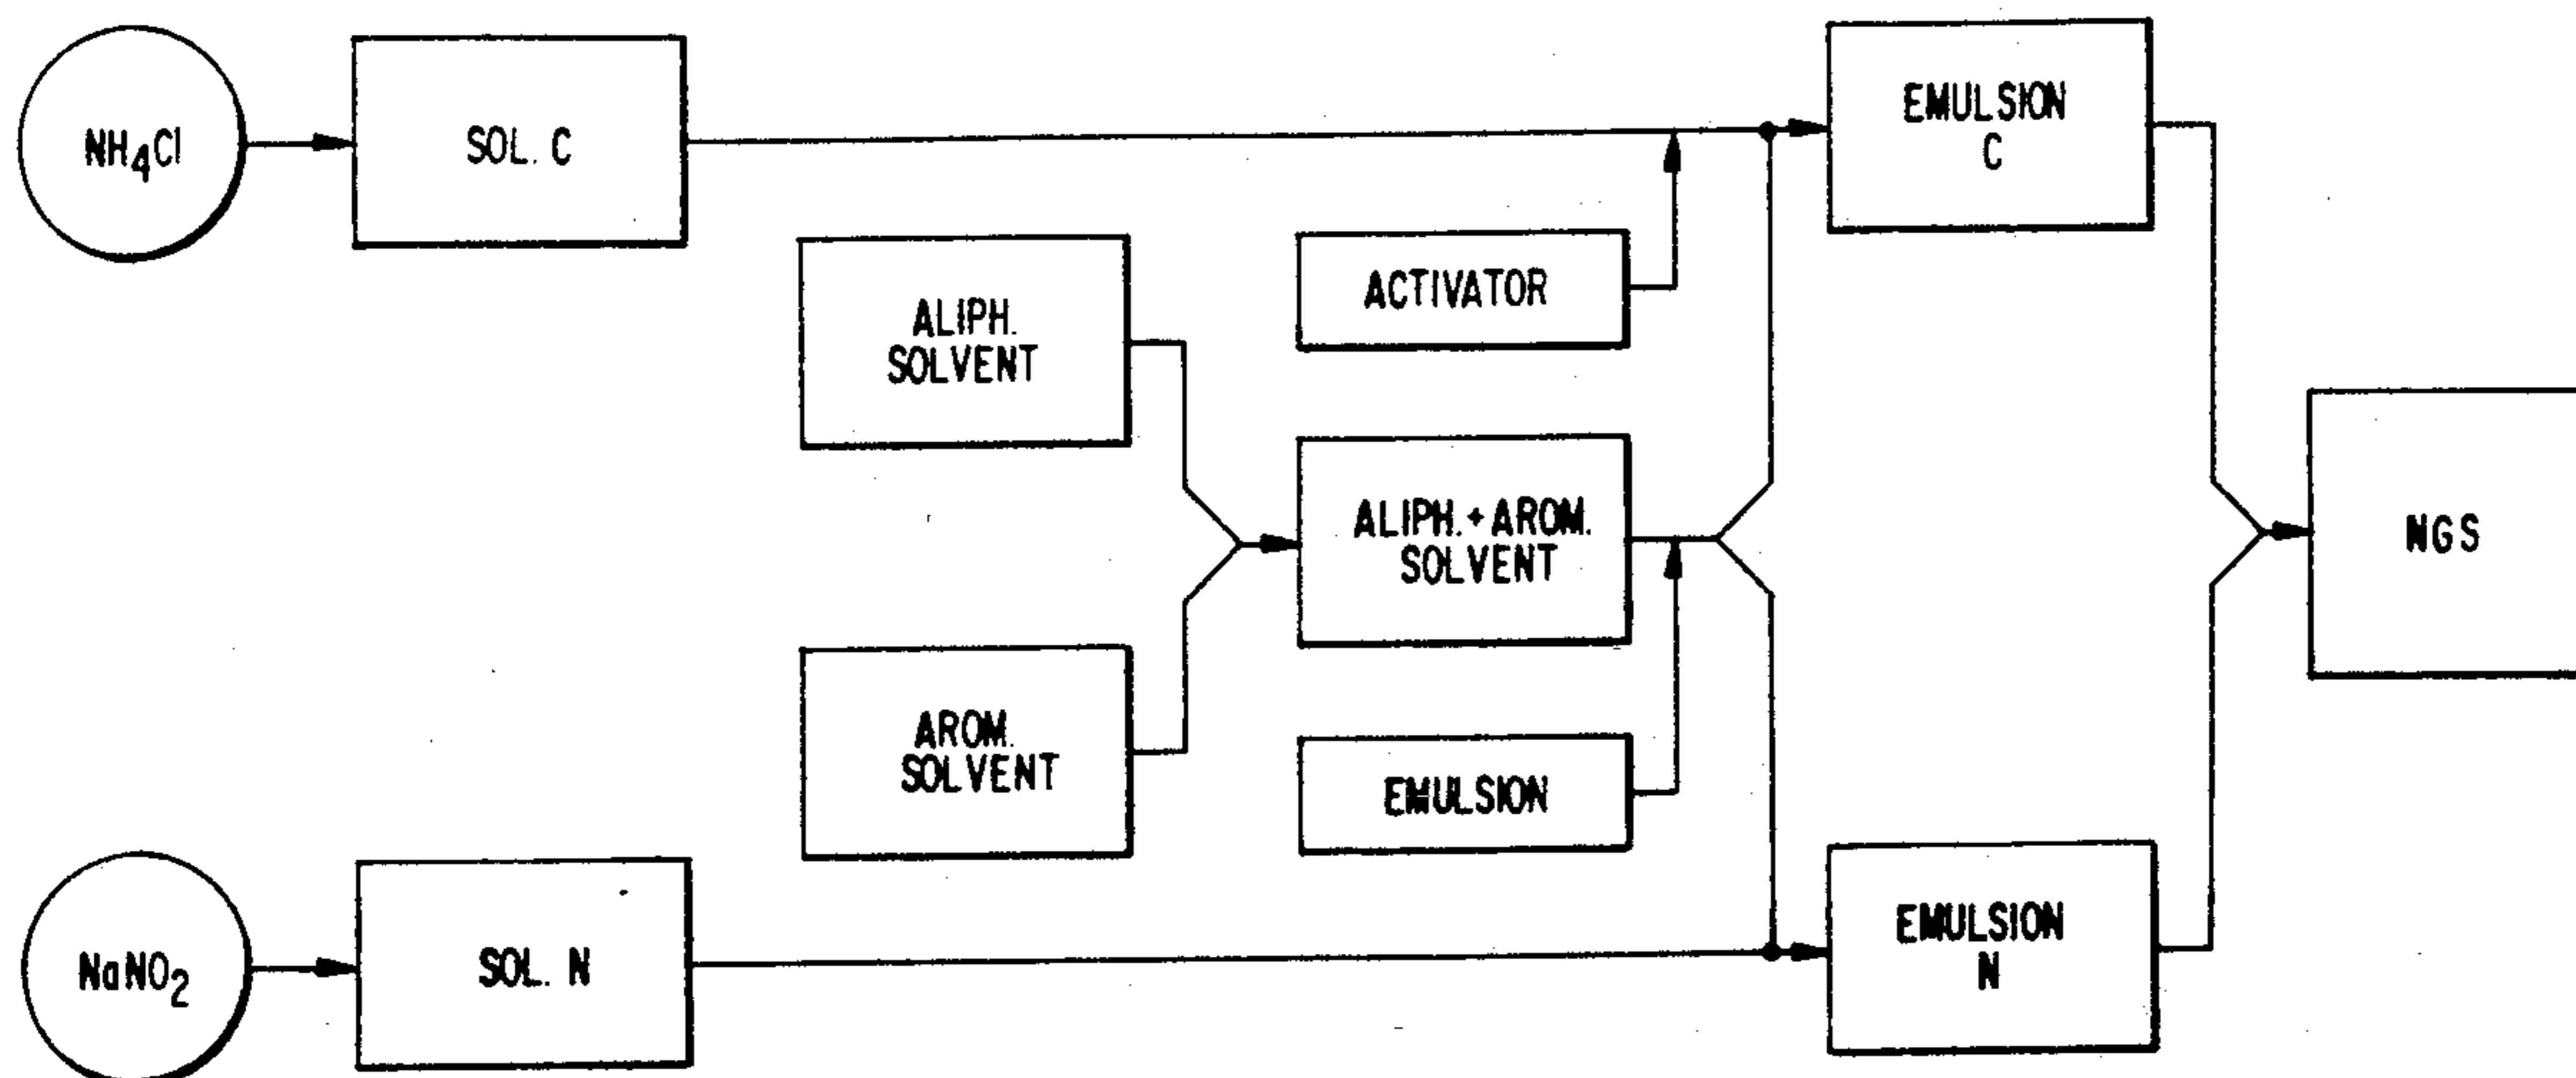 NH4Cl
SOL. C
EMULSION
C
ACTIVATOR
ALIPH.
SOLVENT
ALIPH. + AROM.
SOLVENT
NGS
AROM.
SOLVENT
EMULSION
NaNO2
SOL. N
EMULSION
N